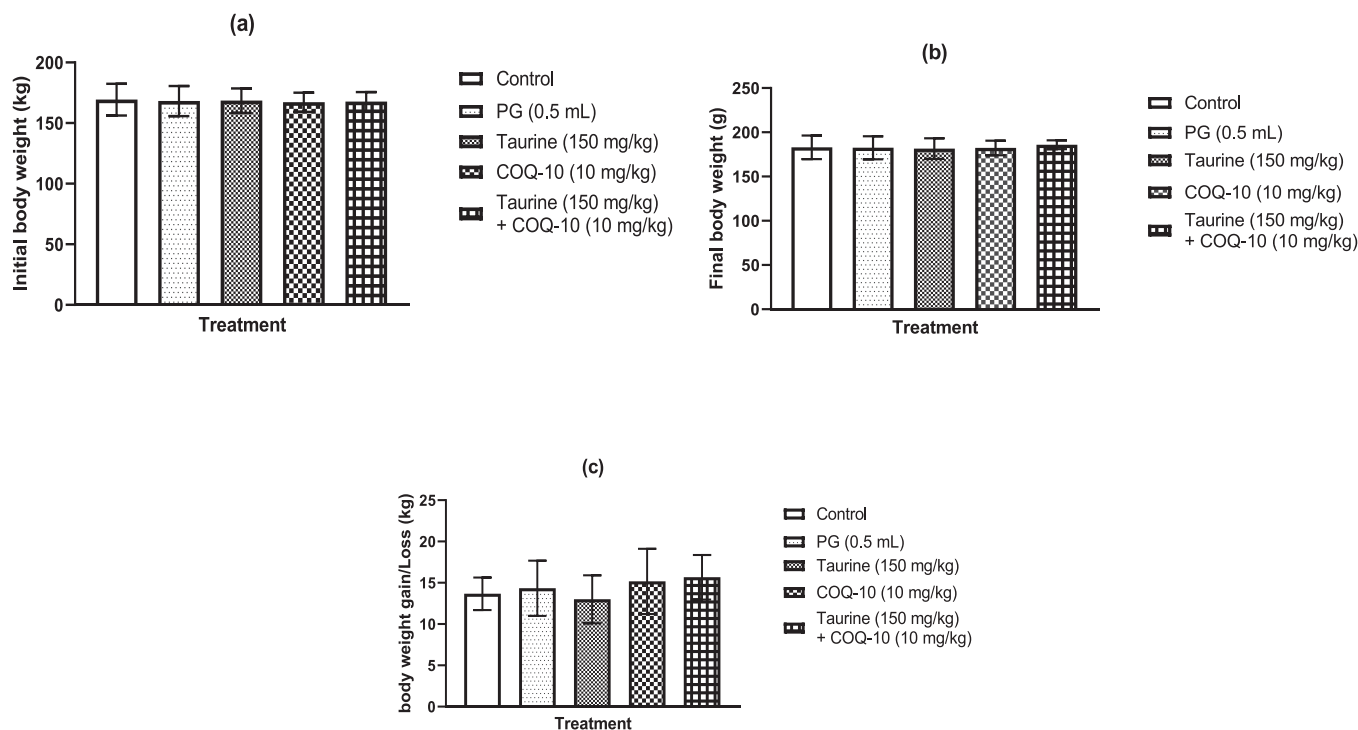 (a)
Initial body weight (kg)
200
150
100
50
0
Treatment
Control
PG (0.5 mL)
Taurine (150 mg/kg)
COQ-10 (10 mg/kg)
Taurine (150 mg/kg)
+ COQ-10 (10 mg/kg)
(b)
Final body weight (g)
250
200
150
100
50
0
Treatment
Control
PG (0.5 mL)
Taurine (150 mg/kg)
COQ-10 (10 mg/kg)
Taurine (150 mg/kg)
+ COQ-10 (10 mg/kg)
(c)
body weight gain/Loss (kg)
25
20
15
10
5
0
Treatment
Control
PG (0.5 mL)
Taurine (150 mg/kg)
COQ-10 (10 mg/kg)
Taurine (150 mg/kg)
+ COQ-10 (10 mg/kg)